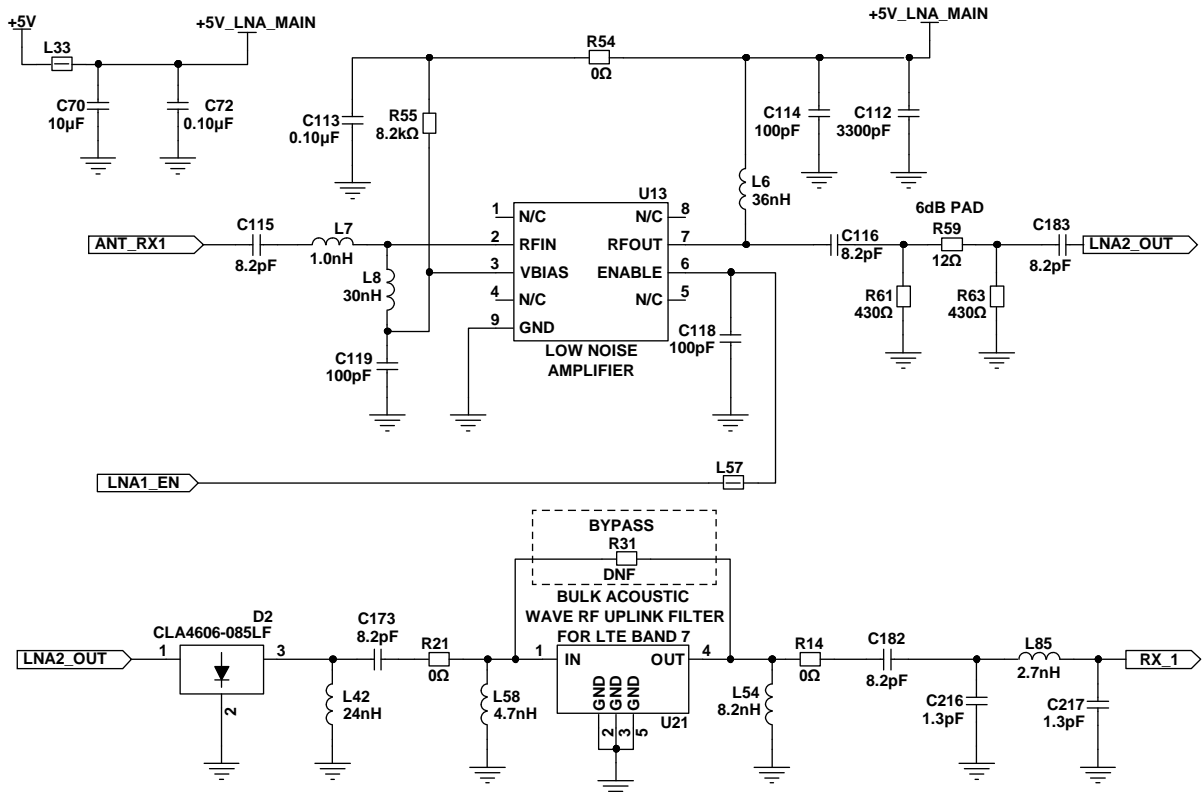 +5V
L33
+5V_LNA_MAIN
C70
10µF
C72
0.10µF
+5V_LNA_MAIN
R54
0Ω
C113
0.10µF
R55
8.2kΩ
C114
100pF
C112
3300pF
L6
36nH
U13
1 N/C N/C 8
2 RFIN RFOUT 7
3 VBIAS ENABLE 6
4 N/C N/C 5
9 GND
LOW NOISE
AMPLIFIER
ANT_RX1
C115
8.2pF
L7
1.0nH
L8
30nH
C119
100pF
C118
100pF
C116
8.2pF
6dB PAD
R59
12Ω
R61
430Ω
R63
430Ω
C183
8.2pF
LNA2_OUT
LNA1_EN
L57
BYPASS
R31
DNF
BULK ACOUSTIC
WAVE RF UPLINK FILTER
FOR LTE BAND 7
LNA2_OUT
D2
CLA4606-085LF
1
3
2
L42
24nH
C173
8.2pF
R21
0Ω
L58
4.7nH
1 IN OUT 4
GND
GND
GND
2
3
5
U21
L54
8.2nH
R14
0Ω
C182
8.2pF
C216
1.3pF
L85
2.7nH
C217
1.3pF
RX_1